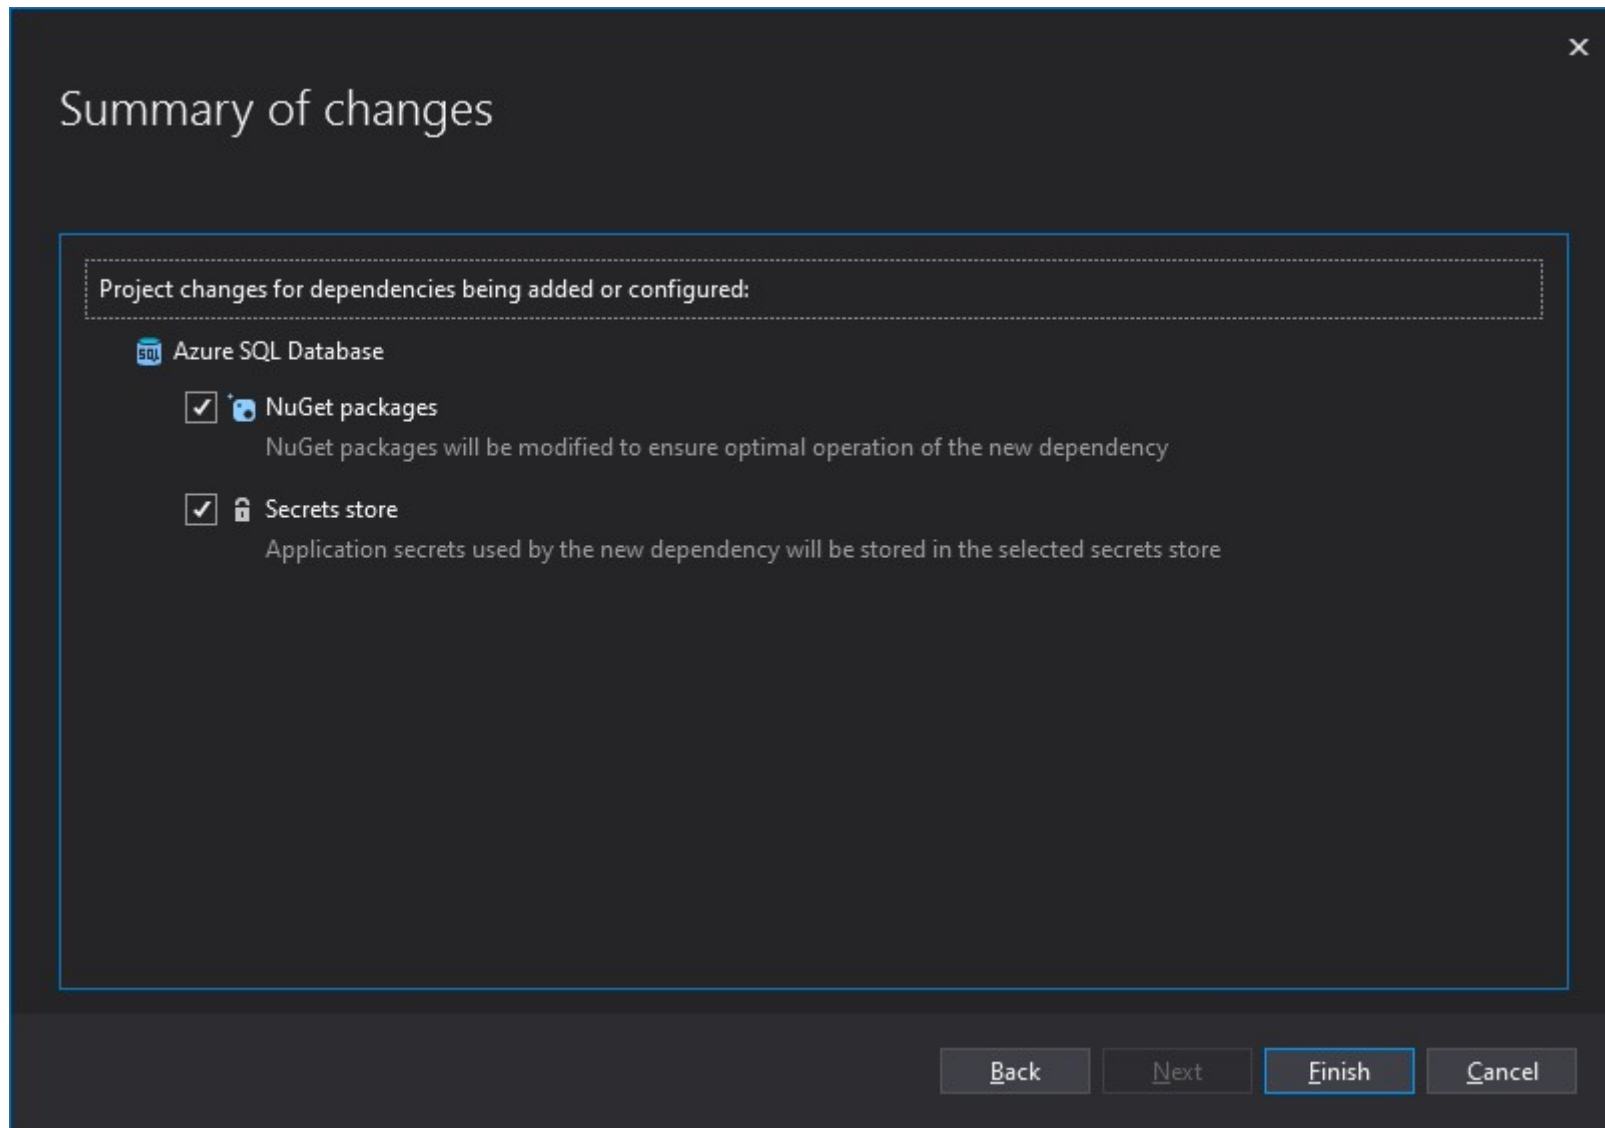 Summary of changes
Project changes for dependencies being added or configured:
SQL Azure SQL Database
NuGet packages
NuGet packages will be modified to ensure optimal operation of the new dependency
Secrets store
Application secrets used by the new dependency will be stored in the selected secrets store
Back Next Finish Cancel